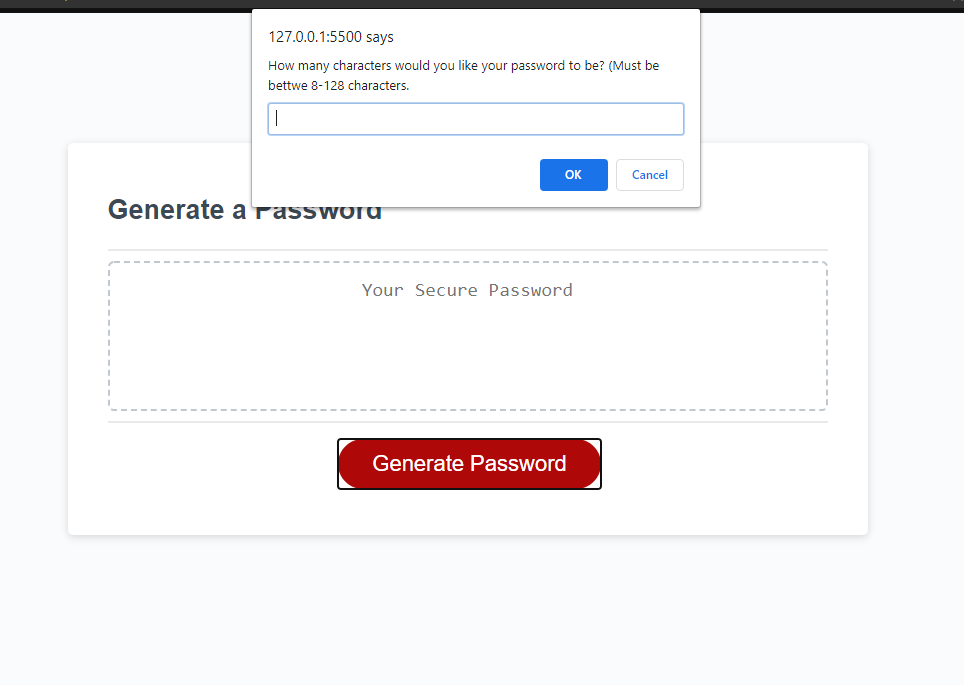 127.0.0.1:5500 says
How many characters would you like your password to be? (Must be
bettwe 8-128 characters.
OK
Cancel
Generate a Password
Your Secure Password
Generate Password